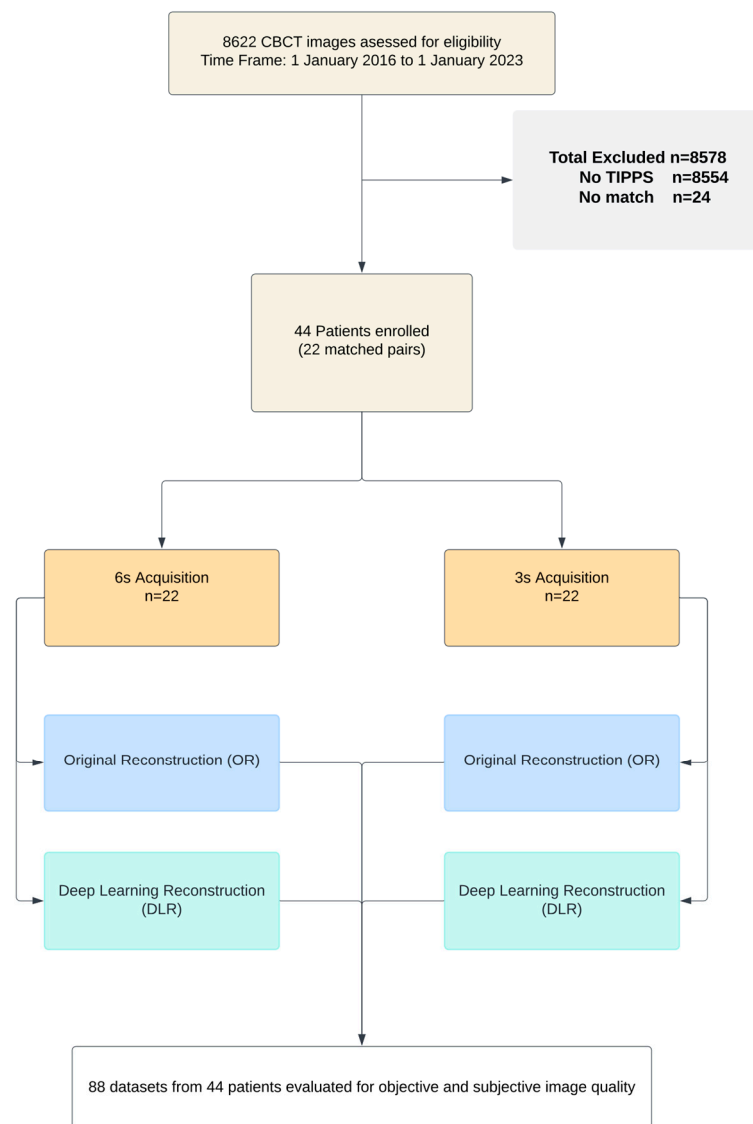 8622 CBCT images asessed for eligibility
Time Frame: 1 January 2016 to 1 January 2023
Total Excluded n=8578
No TIPPS n=8554
No match n=24
44 Patients enrolled
(22 matched pairs)
6s Acquisition
n=22
3s Acquisition
n=22
Original Reconstruction (OR)
Original Reconstruction (OR)
Deep Learning Reconstruction
(DLR)
Deep Learning Reconstruction
(DLR)
88 datasets from 44 patients evaluated for objective and subjective image quality